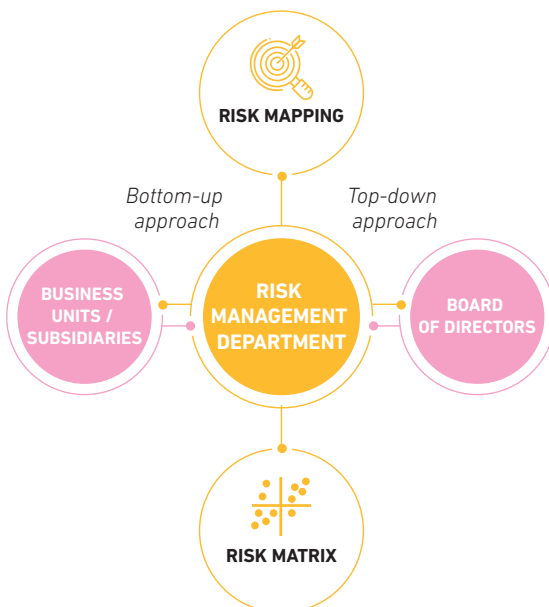 RISK MAPPING
Bottom-up
approach
Top-down
approach
BUSINESS
UNITS /
SUBSIDIARIES
RISK
MANAGEMENT
DEPARTMENT
BOARD
OF DIRECTORS
RISK MATRIX